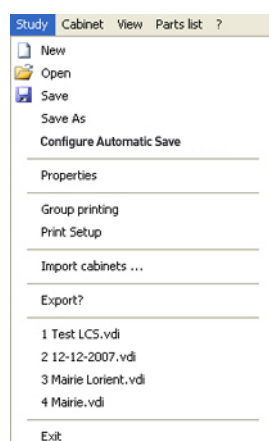 Study Cabinet View Parts list ?
New
Open
Save
Save As
Configure Automatic Save
Properties
Group printing
Print Setup
Import cabinets ...
Export?
1 Test LCS.vdi
2 12-12-2007.vdi
3 Mairie Lorient.vdi
4 Mairie.vdi
Exit